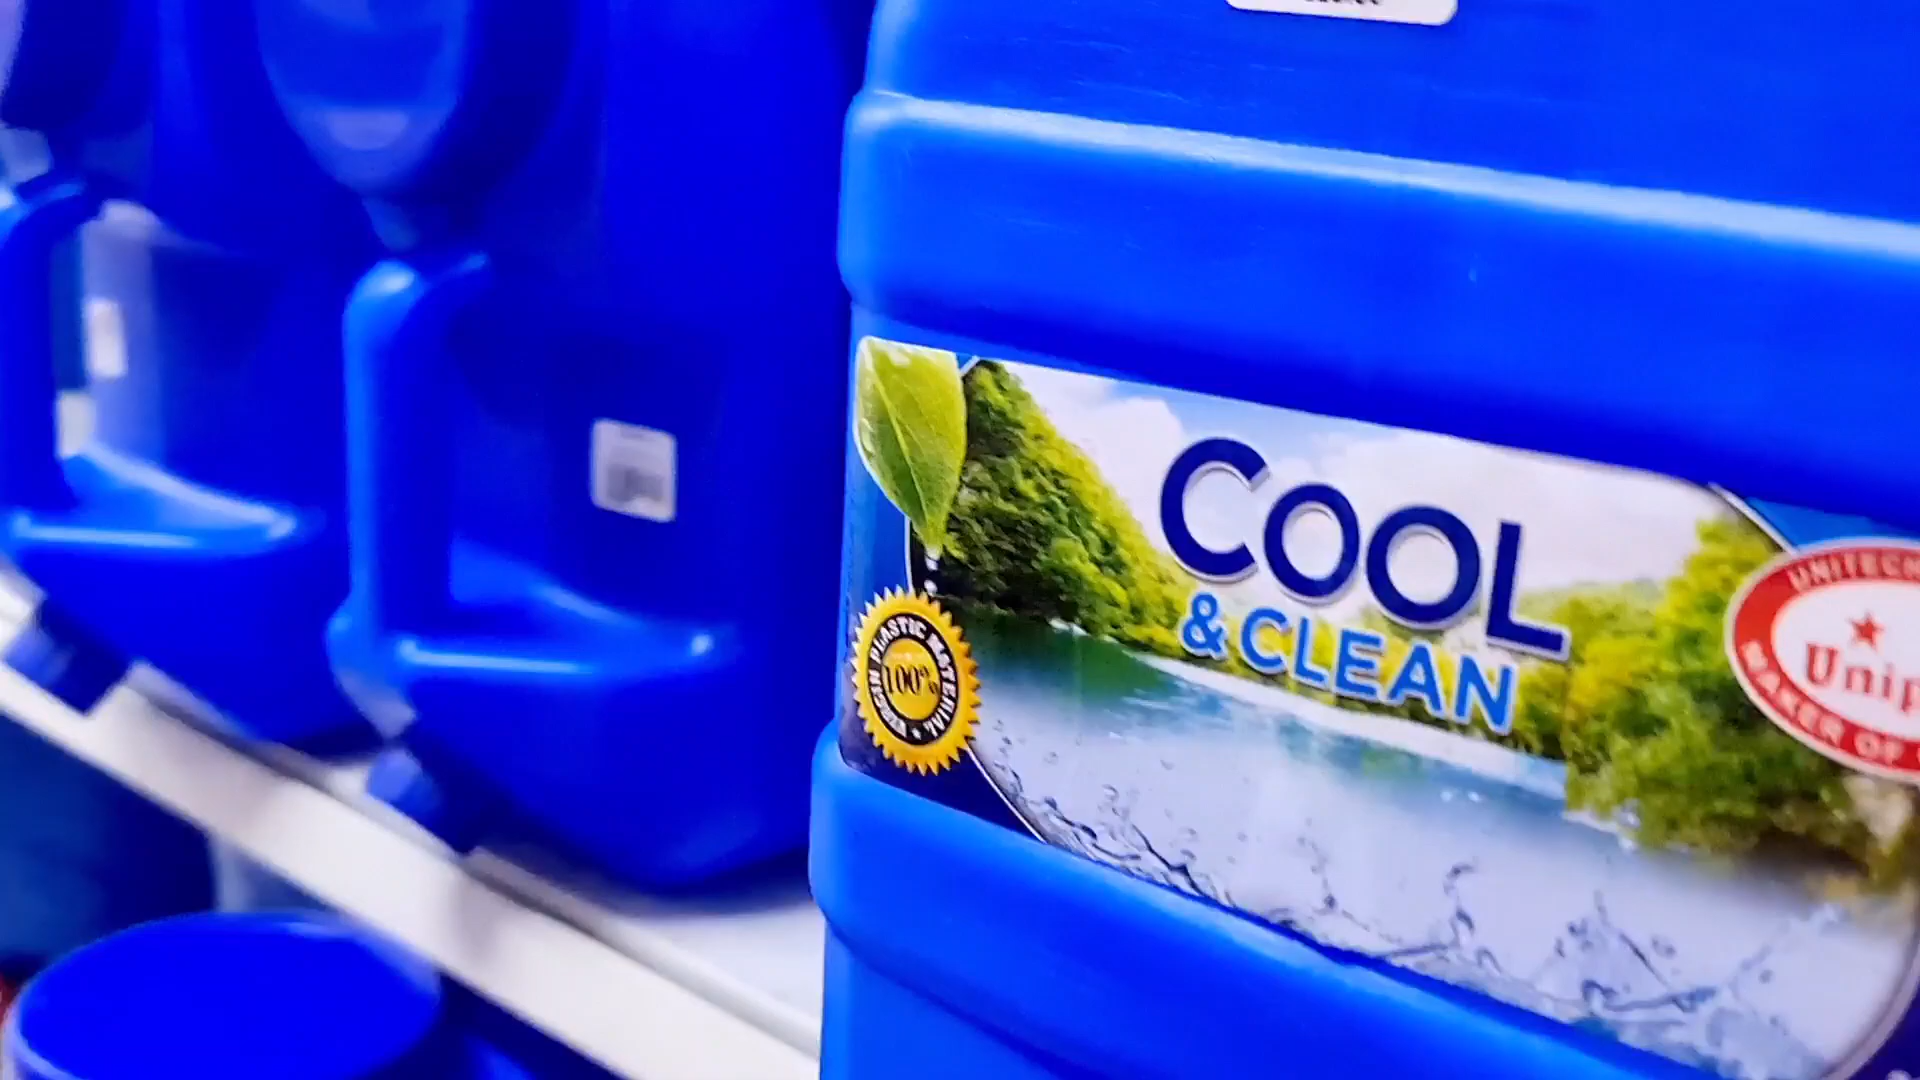 COOL
& CLEAN
100%
VIRGIN PLASTIC MATERIAL
UNITECH
Unip
MAKER OF